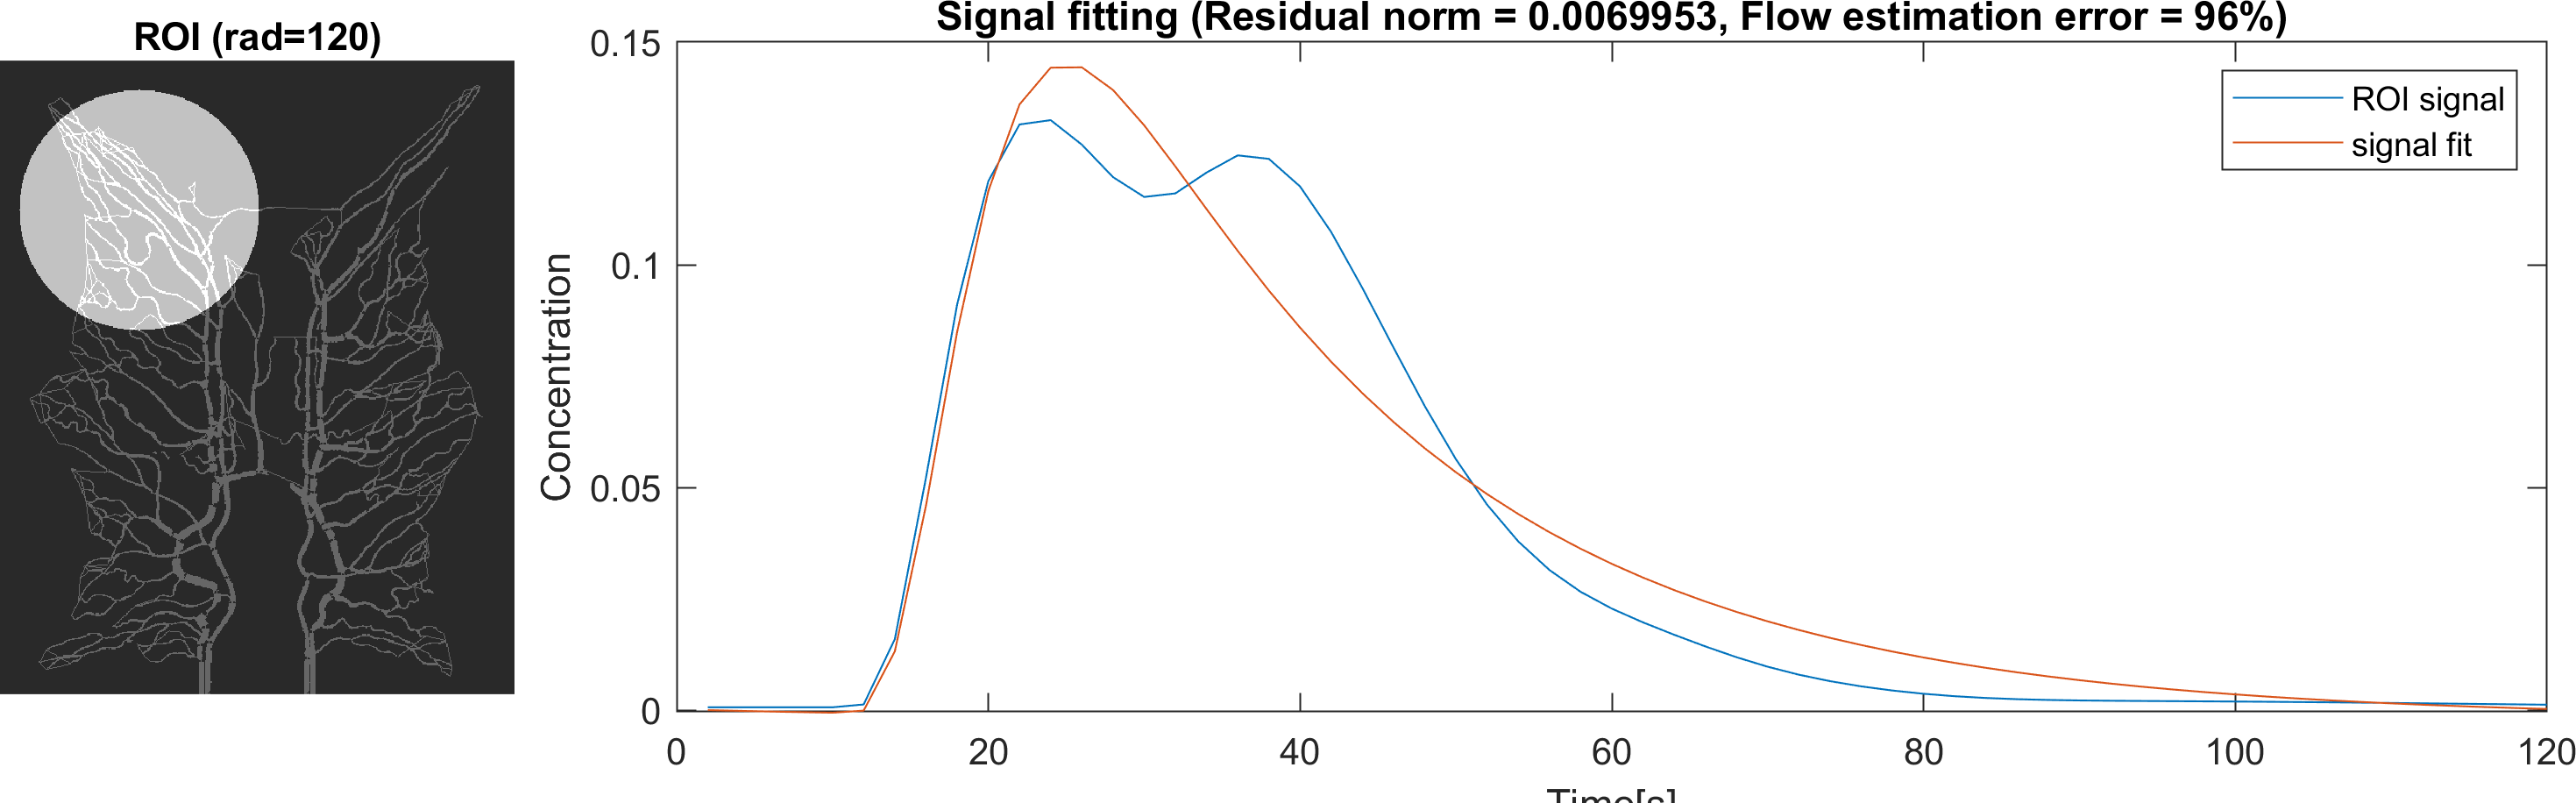 ROI (rad=120)
Signal fitting (Residual norm = 0.0069953, Flow estimation error = 96%)
0.15
0.1
0.05
0
Concentration
ROI signal
signal fit
0 20 40 60 80 100 120
Time[s]